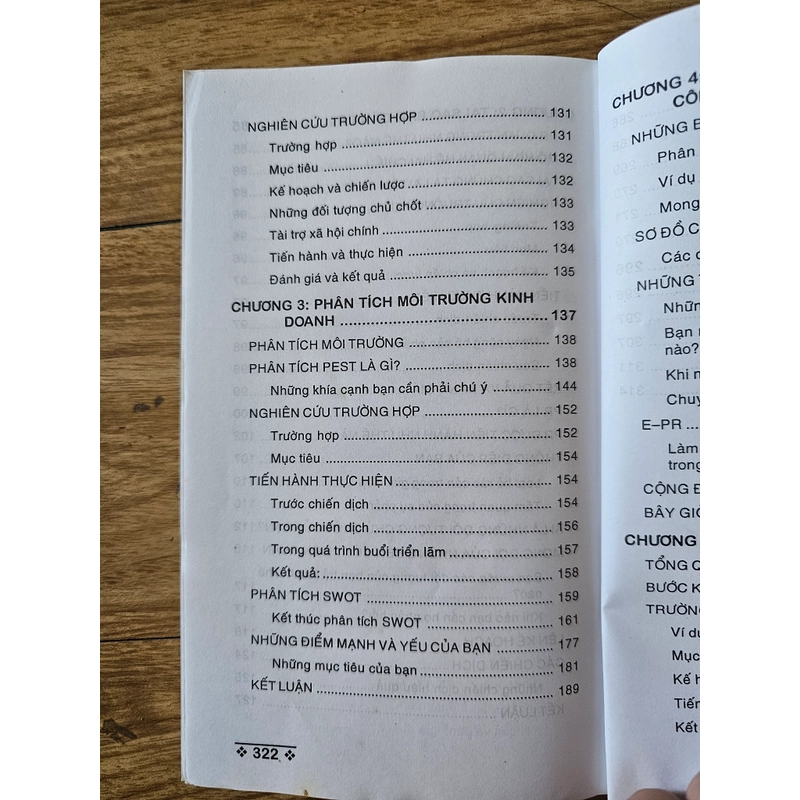 NGHIÊN CỨU TRƯỜNG HỢP ........ 131
Trường hợp ........ 131
Mục tiêu ........ 132
Kế hoạch và chiến lược ........ 132
Những đối tượng chủ chốt ........ 133
Tài trợ xã hội chính ........ 133
Tiến hành và thực hiện ........ 134
Đánh giá và kết quả ........ 135
CHƯƠNG 3: PHÂN TÍCH MÔI TRƯỜNG KINH
DOANH ........ 137
PHÂN TÍCH MÔI TRƯỜNG ........ 138
PHÂN TÍCH PEST LÀ GÌ? ........ 138
Những khía cạnh bạn cần phải chú ý ........ 144
NGHIÊN CỨU TRƯỜNG HỢP ........ 152
Trường hợp ........ 152
Mục tiêu ........ 154
TIẾN HÀNH THỰC HIỆN ........ 154
Trước chiến dịch ........ 154
Trong chiến dịch ........ 156
Trong quá trình buổi triển lãm ........ 157
Kết quả: ........ 158
PHÂN TÍCH SWOT ........ 159
Kết thúc phân tích SWOT ........ 161
NHỮNG ĐIỂM MẠNH VÀ YẾU CỦA BẠN ........ 177
Những mục tiêu của bạn ........ 181
KẾT LUẬN ........ 189
❖ 322 ❖
CHƯƠNG 4:
NHỮNG
Phân
Ví dụ
Mong
SƠ ĐỒ
Các
NHỮNG
Nhữn
Bạn
nào?
Khi
Chuy
E–PR
Làm
trong
CỘNG
BÂY
CHƯƠNG
TỔNG
BƯỚC
TRƯỜN
Ví dụ
Mục
Kế
Tiến
Kết